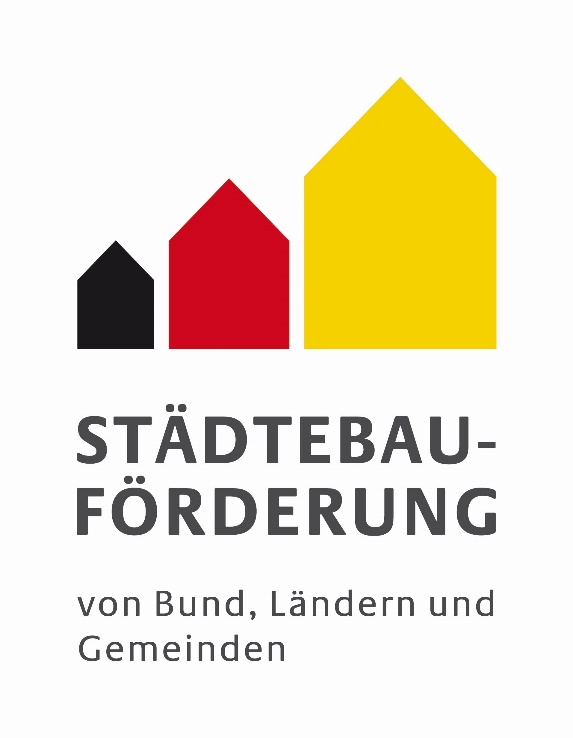 STÄDTEBAU-
FÖRDERUNG
von Bund, Ländern und
Gemeinden